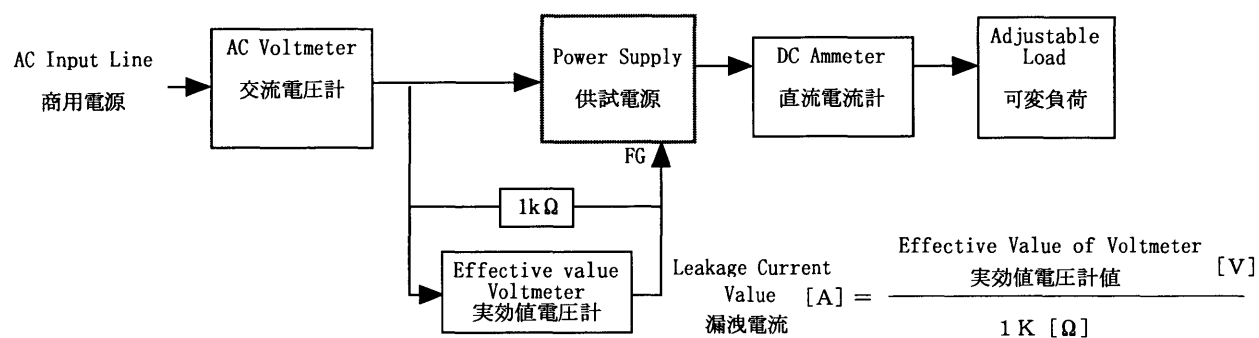 AC Input Line
商用電源
AC Voltmeter
交流電圧計
Power Supply
供試電源
DC Ammeter
直流電流計
Adjustable
Load
可変負荷
FG
1kΩ
Effective value
Voltmeter
実効値電圧計
Leakage Current
Value [A] =
漏洩電流
Effective Value of Voltmeter
実効値電圧計値 [V]
1K [Ω]